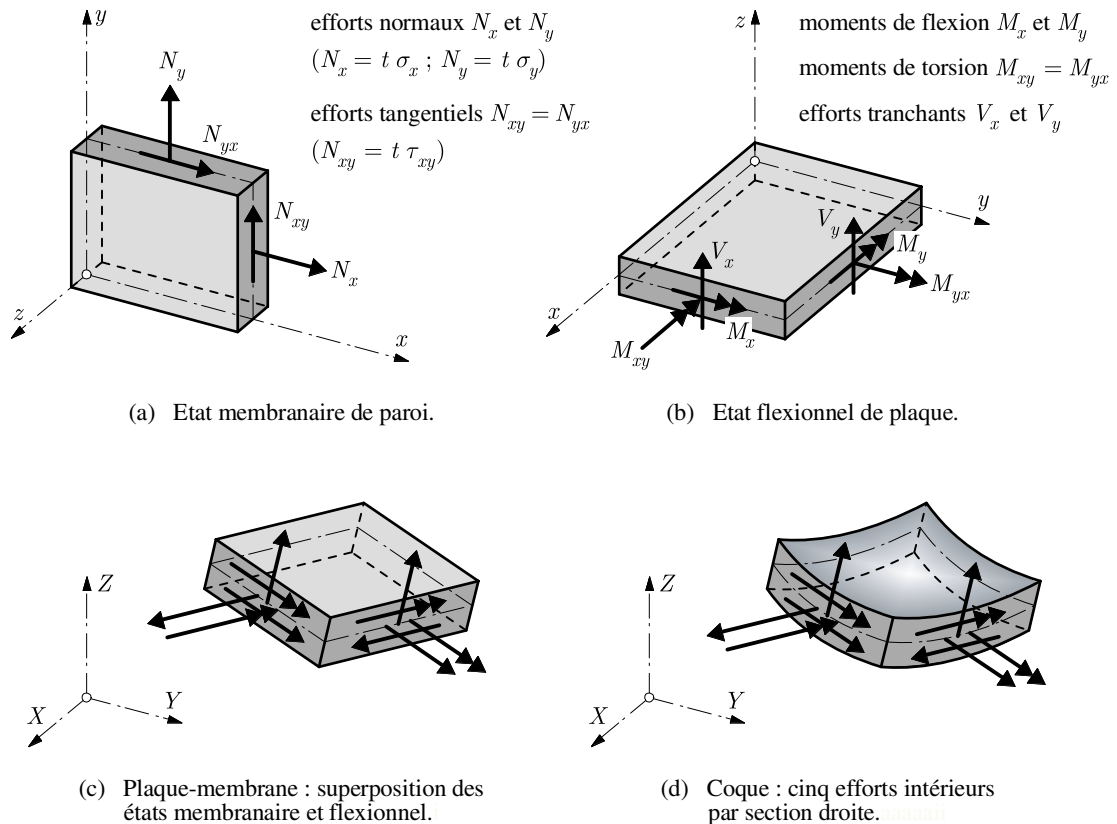 y
efforts normaux N_x et N_y
(N_x = t σ_x ; N_y = t σ_y)
efforts tangentiels N_xy = N_yx
(N_xy = t τ_xy)
N_y
N_yx
N_xy
N_x
z
x
(a) Etat membranaire de paroi.
z
moments de flexion M_x et M_y
moments de torsion M_xy = M_yx
efforts tranchants V_x et V_y
y
V_y
V_x
M_y
M_yx
x
M_x
M_xy
(b) Etat flexionnel de plaque.
Z
Y
X
(c) Plaque-membrane : superposition des
états membranaire et flexionnel.
Z
Y
X
(d) Coque : cinq efforts intérieurs
par section droite.